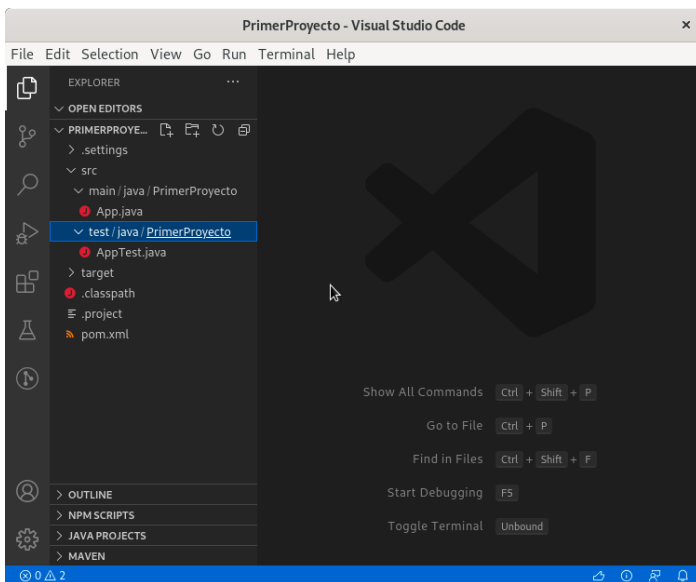 PrimerProyecto - Visual Studio Code
File Edit Selection View Go Run Terminal Help
EXPLORER
OPEN EDITORS
PRIMERPROYE...
.settings
src
main / java / PrimerProyecto
App.java
test / java / PrimerProyecto
AppTest.java
target
.classpath
.project
pom.xml
Show All Commands Ctrl + Shift + P
Go to File Ctrl + P
Find in Files Ctrl + Shift + F
Start Debugging F5
Toggle Terminal Unbound
OUTLINE
NPM SCRIPTS
JAVA PROJECTS
MAVEN
0 2